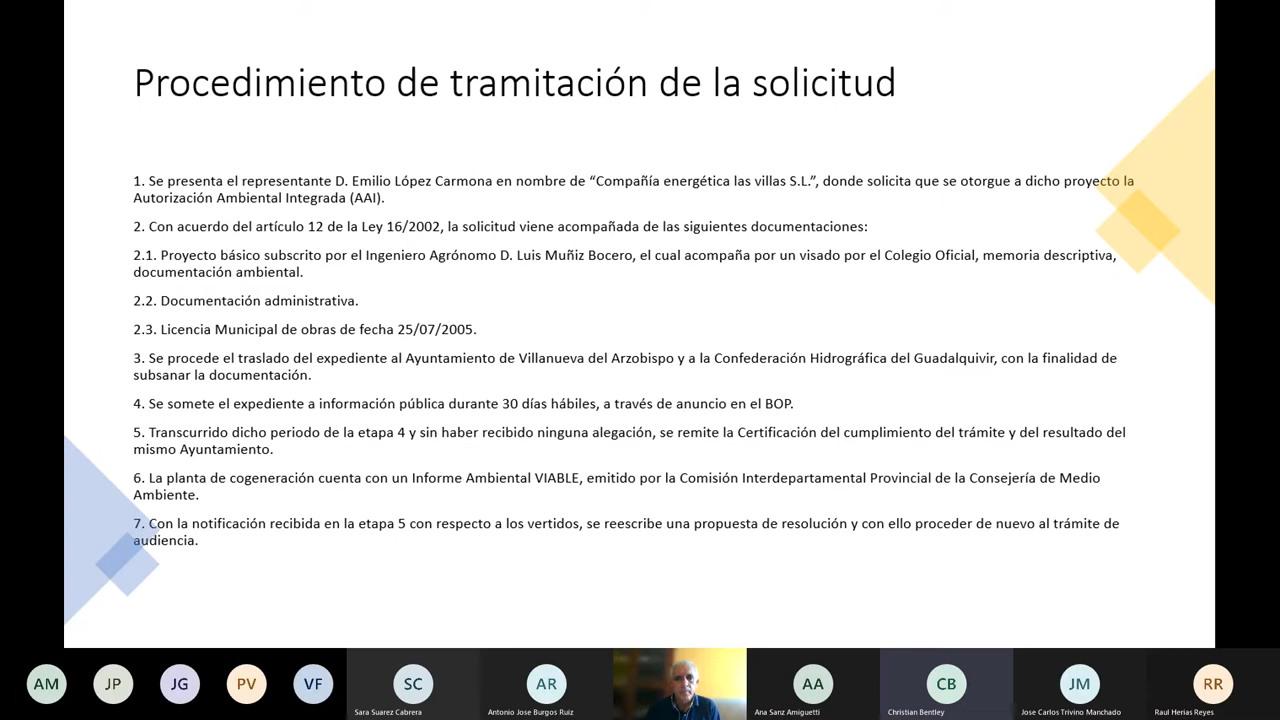 Procedimiento de tramitación de la solicitud
1. Se presenta el representante D. Emilio López Carmona en nombre de “Compañía energética las villas S.L.”, donde solicita que se otorgue a dicho proyecto la
Autorización Ambiental Integrada (AAI).
2. Con acuerdo del artículo 12 de la Ley 16/2002, la solicitud viene acompañada de las siguientes documentaciones:
2.1. Proyecto básico subscrito por el Ingeniero Agrónomo D. Luis Muñiz Bocero, el cual acompaña por un visado por el Colegio Oficial, memoria descriptiva,
documentación ambiental.
2.2. Documentación administrativa.
2.3. Licencia Municipal de obras de fecha 25/07/2005.
3. Se procede el traslado del expediente al Ayuntamiento de Villanueva del Arzobispo y a la Confederación Hidrográfica del Guadalquivir, con la finalidad de
subsanar la documentación.
4. Se somete el expediente a información pública durante 30 días hábiles, a través de anuncio en el BOP.
5. Transcurrido dicho periodo de la etapa 4 y sin haber recibido ninguna alegación, se remite la Certificación del cumplimiento del trámite y del resultado del
mismo Ayuntamiento.
6. La planta de cogeneración cuenta con un Informe Ambiental VIABLE, emitido por la Comisión Interdepartamental Provincial de la Consejería de Medio
Ambiente.
7. Con la notificación recibida en la etapa 5 con respecto a los vertidos, se reescribe una propuesta de resolución y con ello proceder de nuevo al trámite de
audiencia.
AM JP JG PV VF SC AR AA CB JM RR
Sara Suarez Cabrera Antonio Jose Burgos Ruiz Ana Sanz Amiguetti Christian Bentley Jose Carlos Trivino Manchado Raul Herias Reyes